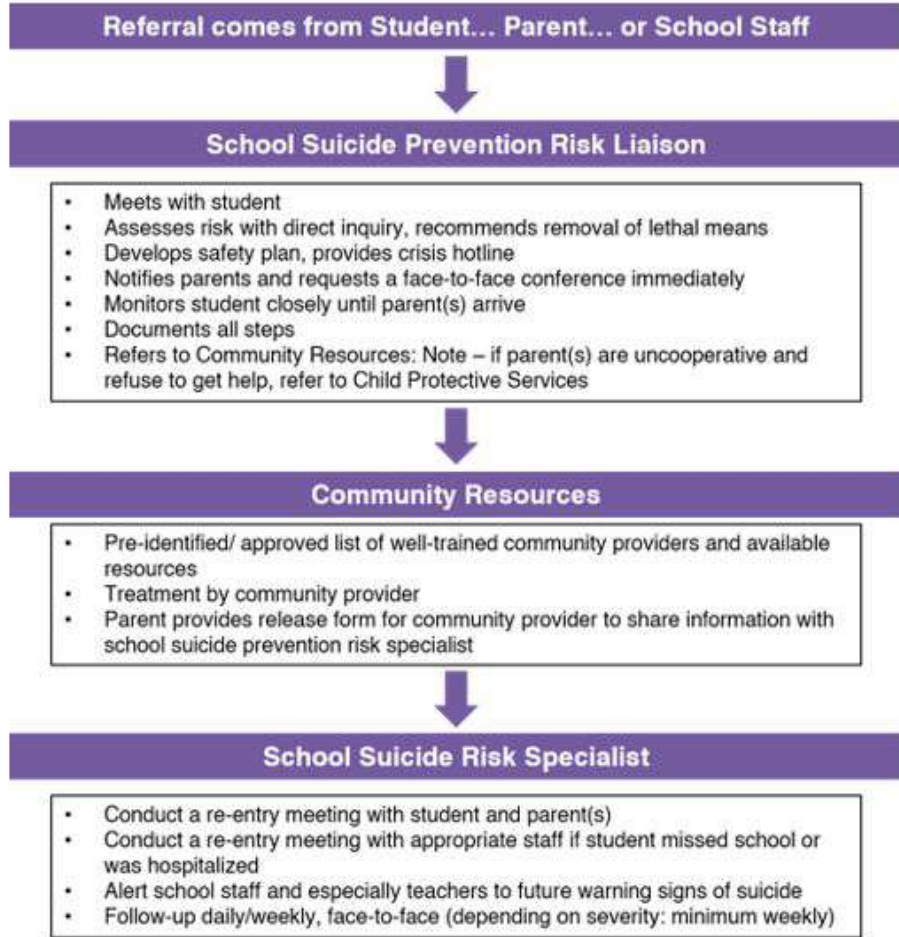 Referral comes from Student... Parent... or School Staff
School Suicide Prevention Risk Liaison
• Meets with student
• Assesses risk with direct inquiry, recommends removal of lethal means
• Develops safety plan, provides crisis hotline
• Notifies parents and requests a face-to-face conference immediately
• Monitors student closely until parent(s) arrive
• Documents all steps
• Refers to Community Resources: Note – if parent(s) are uncooperative and
refuse to get help, refer to Child Protective Services
Community Resources
• Pre-identified/ approved list of well-trained community providers and available
resources
• Treatment by community provider
• Parent provides release form for community provider to share information with
school suicide prevention risk specialist
School Suicide Risk Specialist
• Conduct a re-entry meeting with student and parent(s)
• Conduct a re-entry meeting with appropriate staff if student missed school or
was hospitalized
• Alert school staff and especially teachers to future warning signs of suicide
• Follow-up daily/weekly, face-to-face (depending on severity: minimum weekly)